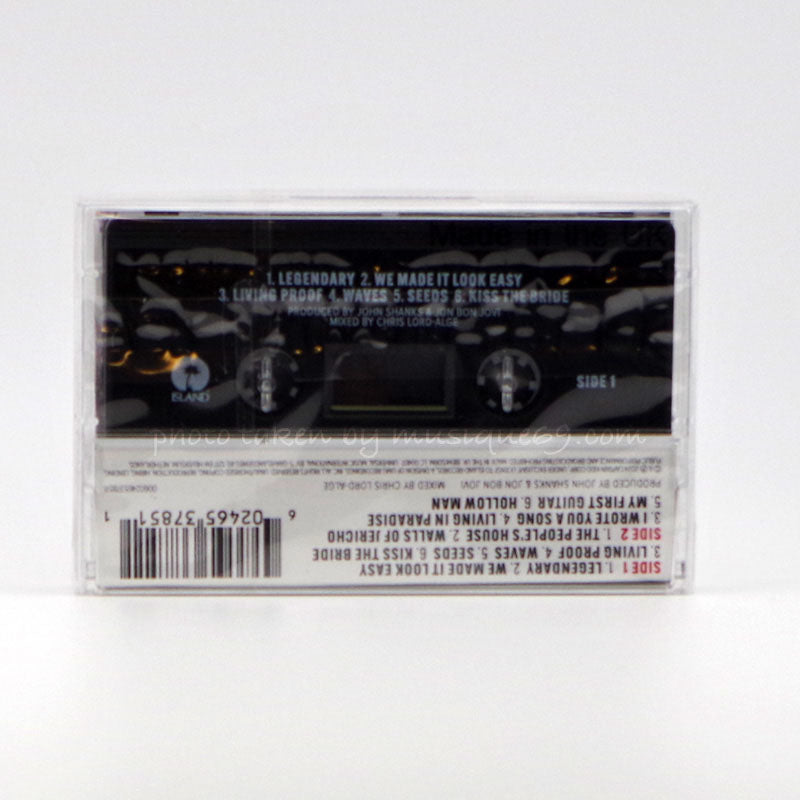 Made in the UK
1. LEGENDARY 2. WE MADE IT LOOK EASY
3. LIVING PROOF 4. WAVES 5. SEEDS 6. KISS THE BRIDE
PRODUCED BY JOHN SHANKS & JON BON JOVI
MIXED BY CHRIS LORD-ALGE
ISLAND
SIDE 1
photo taken by musique69.com
SIDE 1 1. LEGENDARY 2. WE MADE IT LOOK EASY
3. LIVING PROOF 4. WAVES 5. SEEDS 6. KISS THE BRIDE
SIDE 2 1. THE PEOPLE'S HOUSE 2. WALLS OF JERICHO
3. I WROTE YOU A SONG 4. LIVING IN PARADISE
5. MY FIRST GUITAR 6. HOLLOW MAN
PRODUCED BY JOHN SHANKS & JON BON JOVI MIXED BY CHRIS LORD-ALGE
6 02465 37851 1